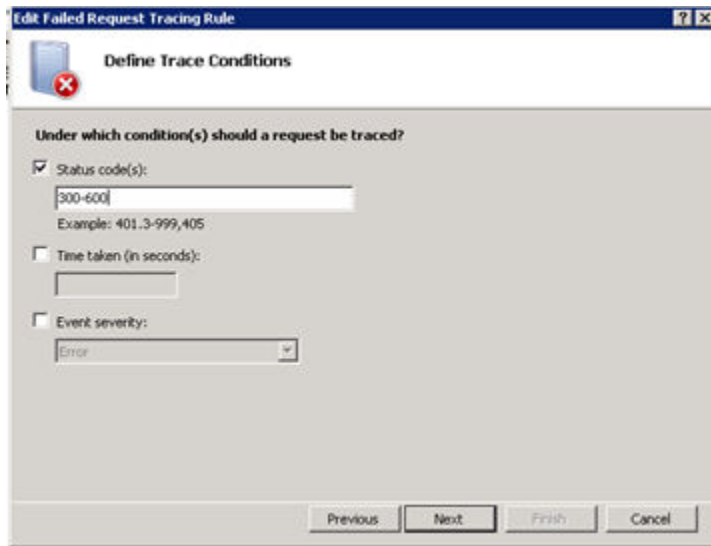 Edit Failed Request Tracing Rule
Define Trace Conditions
Under which condition(s) should a request be traced?
Status code(s):
300-600
Example: 401.3-999,405
Time taken (in seconds):
Event severity:
Error
Previous Next Finish Cancel